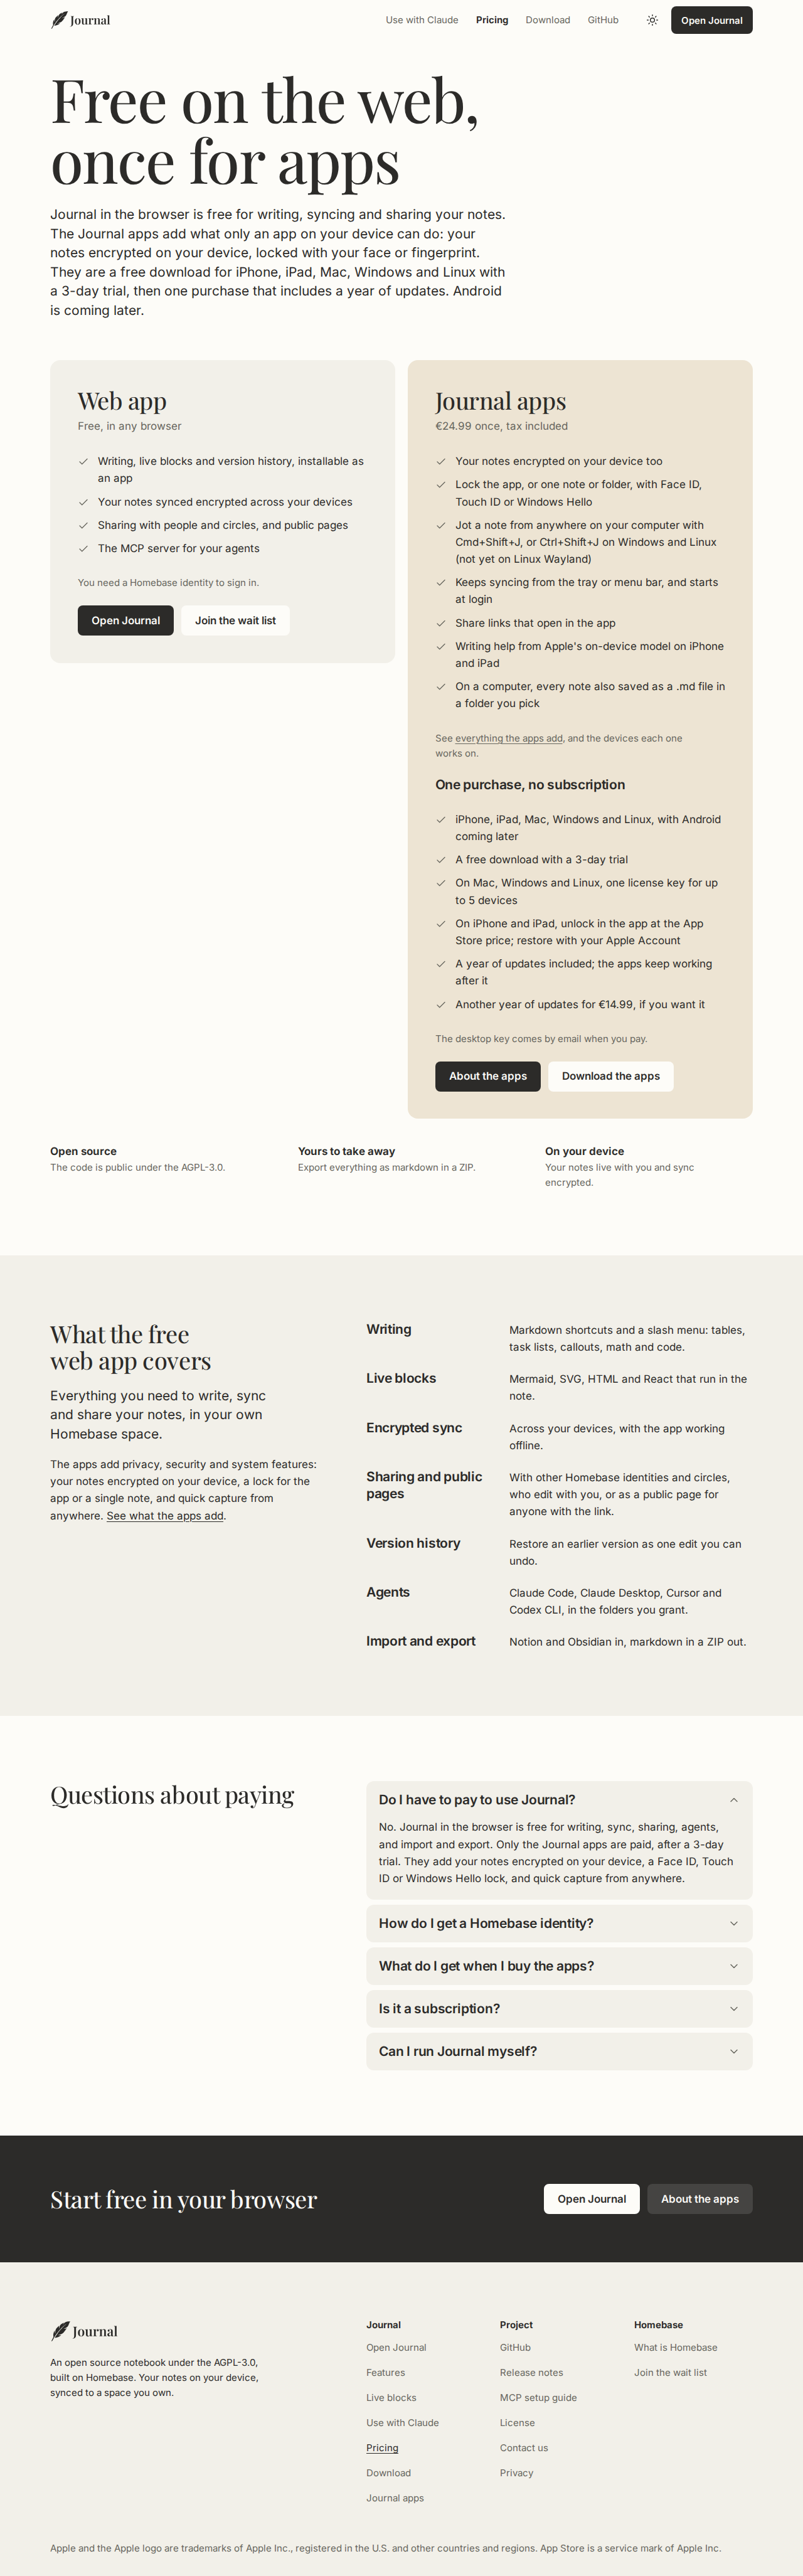 Journal
Use with Claude
Pricing
Download
GitHub
Open Journal
Free on the web,
once for apps
Journal in the browser is free for writing, syncing and sharing your notes.
The Journal apps add what only an app on your device can do: your
notes encrypted on your device, locked with your face or fingerprint.
They are a free download for iPhone, iPad, Mac, Windows and Linux with
a 3-day trial, then one purchase that includes a year of updates. Android
is coming later.
Web app
Free, in any browser
Writing, live blocks and version history, installable as
an app
Your notes synced encrypted across your devices
Sharing with people and circles, and public pages
The MCP server for your agents
You need a Homebase identity to sign in.
Open Journal
Join the wait list
Journal apps
€24.99 once, tax included
Your notes encrypted on your device too
Lock the app, or one note or folder, with Face ID,
Touch ID or Windows Hello
Jot a note from anywhere on your computer with
Cmd+Shift+J, or Ctrl+Shift+J on Windows and Linux
(not yet on Linux Wayland)
Keeps syncing from the tray or menu bar, and starts
at login
Share links that open in the app
Writing help from Apple's on-device model on iPhone
and iPad
On a computer, every note also saved as a .md file in
a folder you pick
See everything the apps add, and the devices each one
works on.
One purchase, no subscription
iPhone, iPad, Mac, Windows and Linux, with Android
coming later
A free download with a 3-day trial
On Mac, Windows and Linux, one license key for up
to 5 devices
On iPhone and iPad, unlock in the app at the App
Store price; restore with your Apple Account
A year of updates included; the apps keep working
after it
Another year of updates for €14.99, if you want it
The desktop key comes by email when you pay.
About the apps
Download the apps
Open source
The code is public under the AGPL-3.0.
Yours to take away
Export everything as markdown in a ZIP.
On your device
Your notes live with you and sync
encrypted.
What the free
web app covers
Everything you need to write, sync
and share your notes, in your own
Homebase space.
The apps add privacy, security and system features:
your notes encrypted on your device, a lock for the
app or a single note, and quick capture from
anywhere. See what the apps add.
Writing
Markdown shortcuts and a slash menu: tables,
task lists, callouts, math and code.
Live blocks
Mermaid, SVG, HTML and React that run in the
note.
Encrypted sync
Across your devices, with the app working
offline.
Sharing and public
pages
With other Homebase identities and circles,
who edit with you, or as a public page for
anyone with the link.
Version history
Restore an earlier version as one edit you can
undo.
Agents
Claude Code, Claude Desktop, Cursor and
Codex CLI, in the folders you grant.
Import and export
Notion and Obsidian in, markdown in a ZIP out.
Questions about paying
Do I have to pay to use Journal?
No. Journal in the browser is free for writing, sync, sharing, agents,
and import and export. Only the Journal apps are paid, after a 3-day
trial. They add your notes encrypted on your device, a Face ID, Touch
ID or Windows Hello lock, and quick capture from anywhere.
How do I get a Homebase identity?
What do I get when I buy the apps?
Is it a subscription?
Can I run Journal myself?
Start free in your browser
Open Journal
About the apps
Journal
An open source notebook under the AGPL-3.0,
built on Homebase. Your notes on your device,
synced to a space you own.
Journal
Open Journal
Features
Live blocks
Use with Claude
Pricing
Download
Journal apps
Project
GitHub
Release notes
MCP setup guide
License
Contact us
Privacy
Homebase
What is Homebase
Join the wait list
Apple and the Apple logo are trademarks of Apple Inc., registered in the U.S. and other countries and regions. App Store is a service mark of Apple Inc.